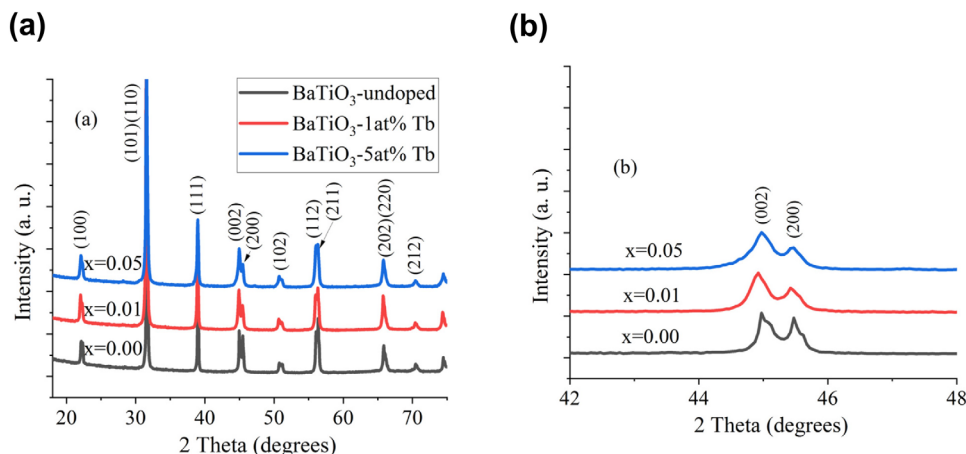 (a)
(b)
BaTiO3-undoped
BaTiO3-1at% Tb
BaTiO3-5at% Tb
(a)
(100)
(101)(110)
(111)
(002)
(200)
(102)
(112)
(211)
(202)(220)
(212)
x=0.05
x=0.01
x=0.00
Intensity (a. u.)
20 30 40 50 60 70
2 Theta (degrees)
(b)
(002)
(200)
x=0.05
x=0.01
x=0.00
Intensity (a. u.)
42 44 46 48
2 Theta (degrees)